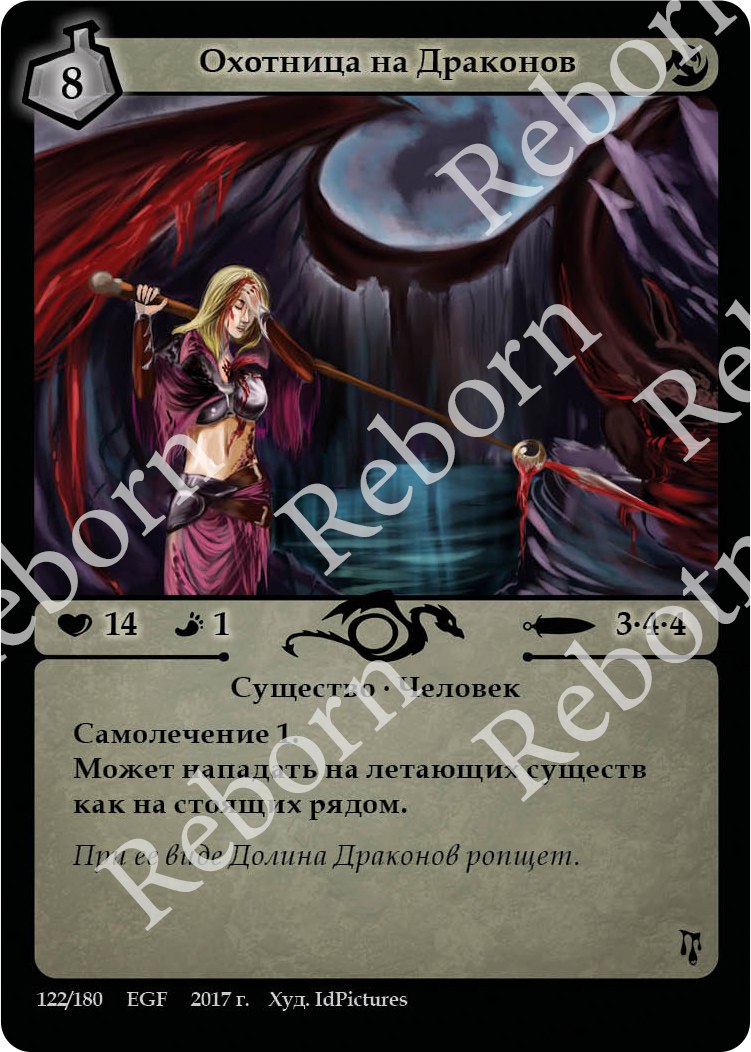 8
Охотница на Драконов
14
1
3·4·4
Существо · Человек
Самолечение 1.
Может нападать на летающих существ
как на стоящих рядом.
При ее виде Долина Драконов ропщет.
122/180 EGF 2017 г. Худ. IdPictures
Reborn
Reborn
Reborn
Reborn
Reborn